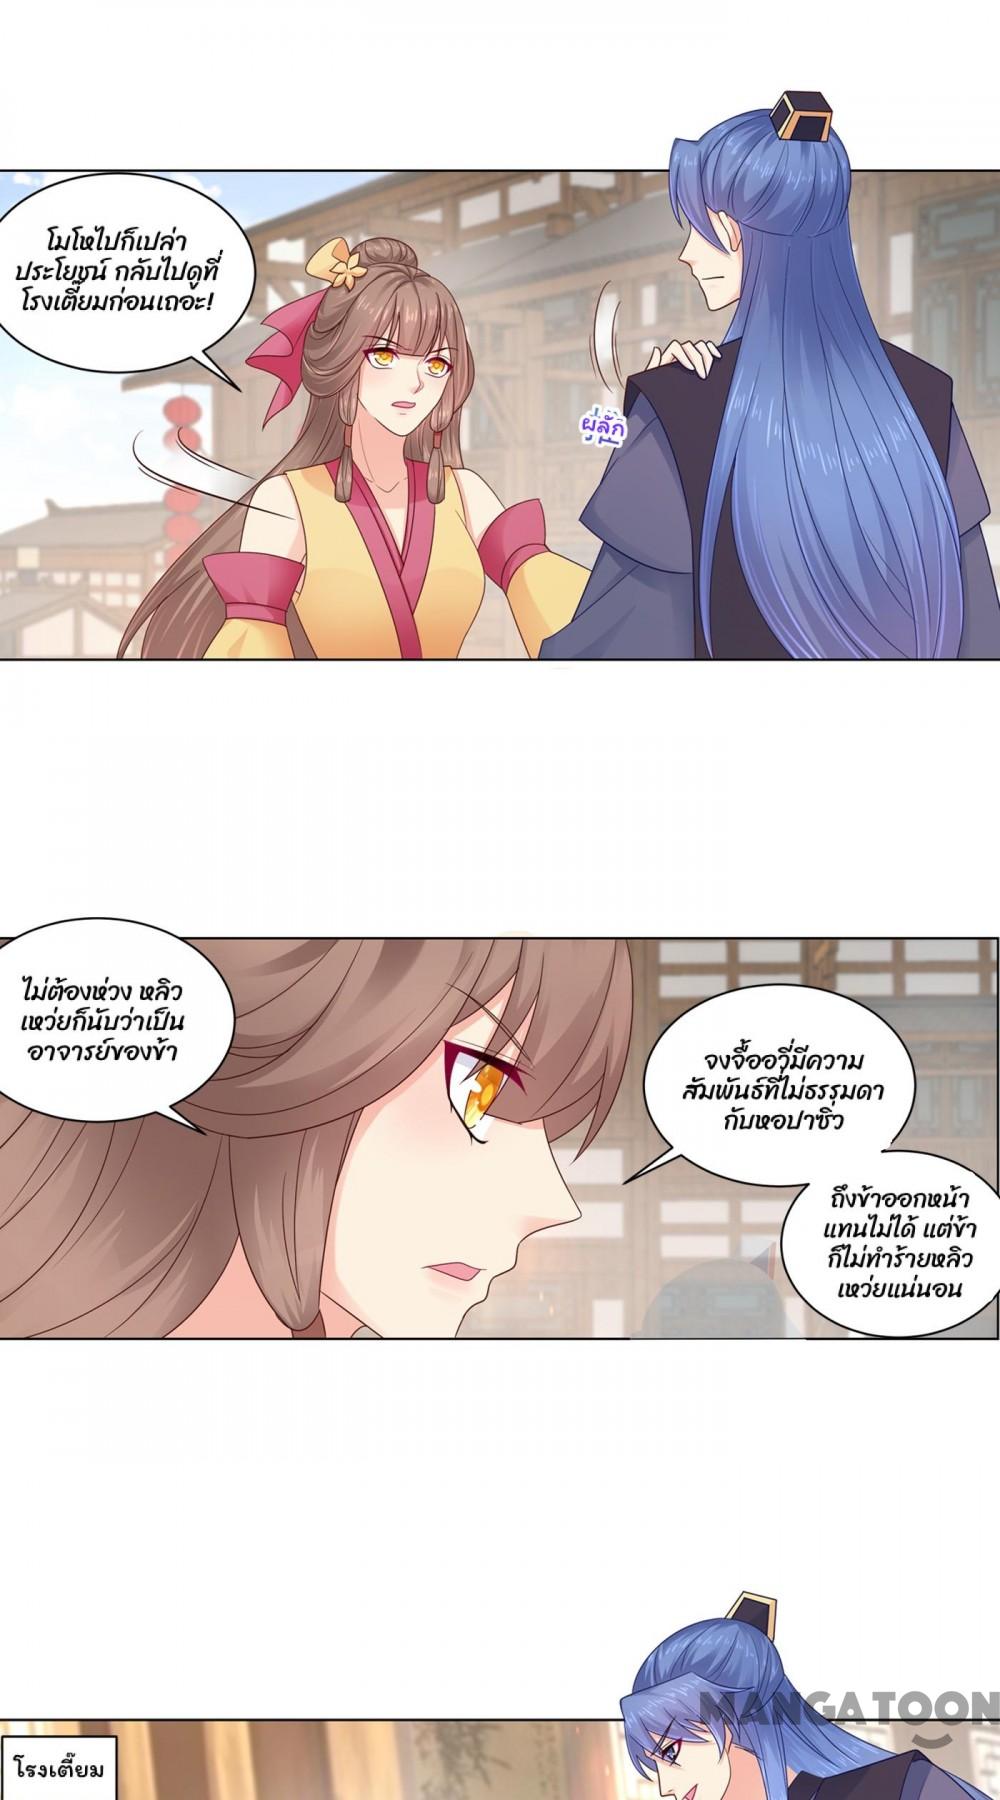 โมโหไปก็เปล่า
ประโยชน์ กลับไปดูที่
โรงเตี๊ยมก่อนเถอะ!
ผลัก
ไม่ต้องห่วง หลิว
เหว่ยก็นับว่าเป็น
อาจารย์ของข้า
จงจื้ออวี่มีความ
สัมพันธ์ที่ไม่ธรรมดา
กับหอปาซิ่ว
ถึงข้าออกหน้า
แทนไม่ได้ แต่ข้า
ก็ไม่ทำร้ายหลิว
เหว่ยแน่นอน
MANGATOON
โรงเตี๊ยม